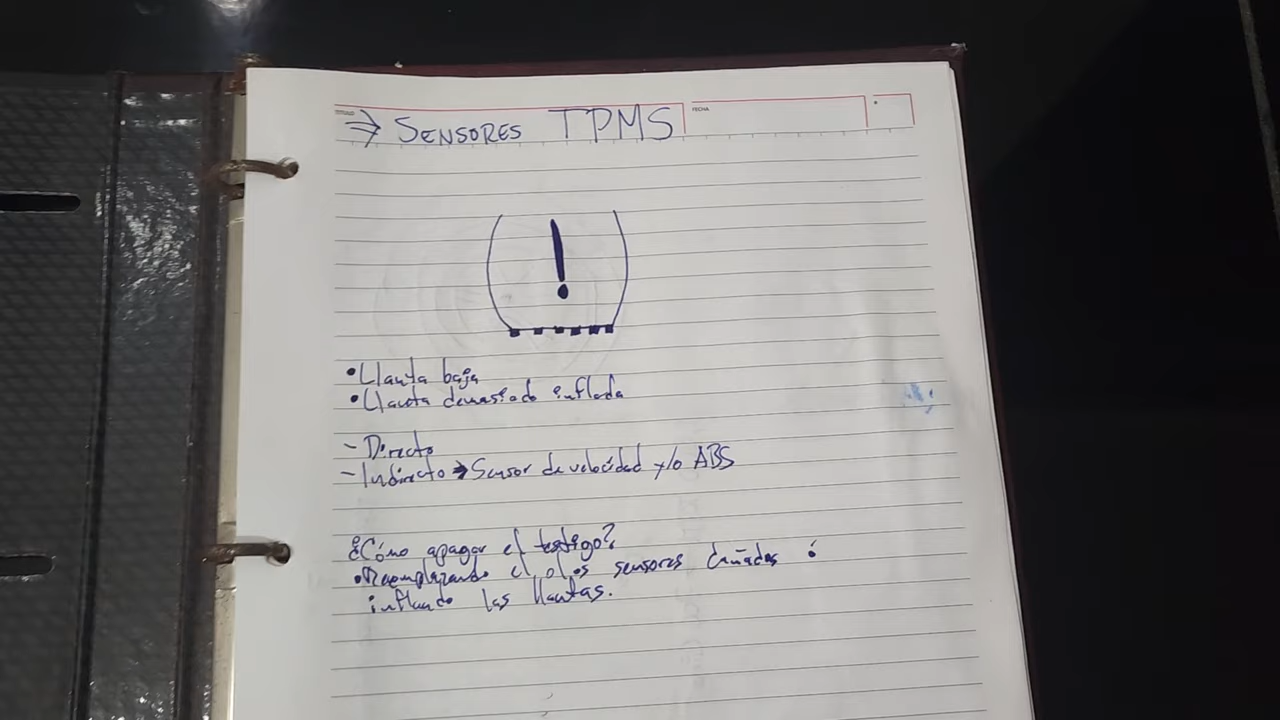 ⇒ SENSORES TPMS
FECHA
!
• Llanta baja
• Llanta demasiado inflada
- Directo
- Indirecto → Sensor de velocidad y/o ABS
¿Cómo apagar el testigo?
• Reemplazando el o los sensores dañados ó
inflando las llantas.